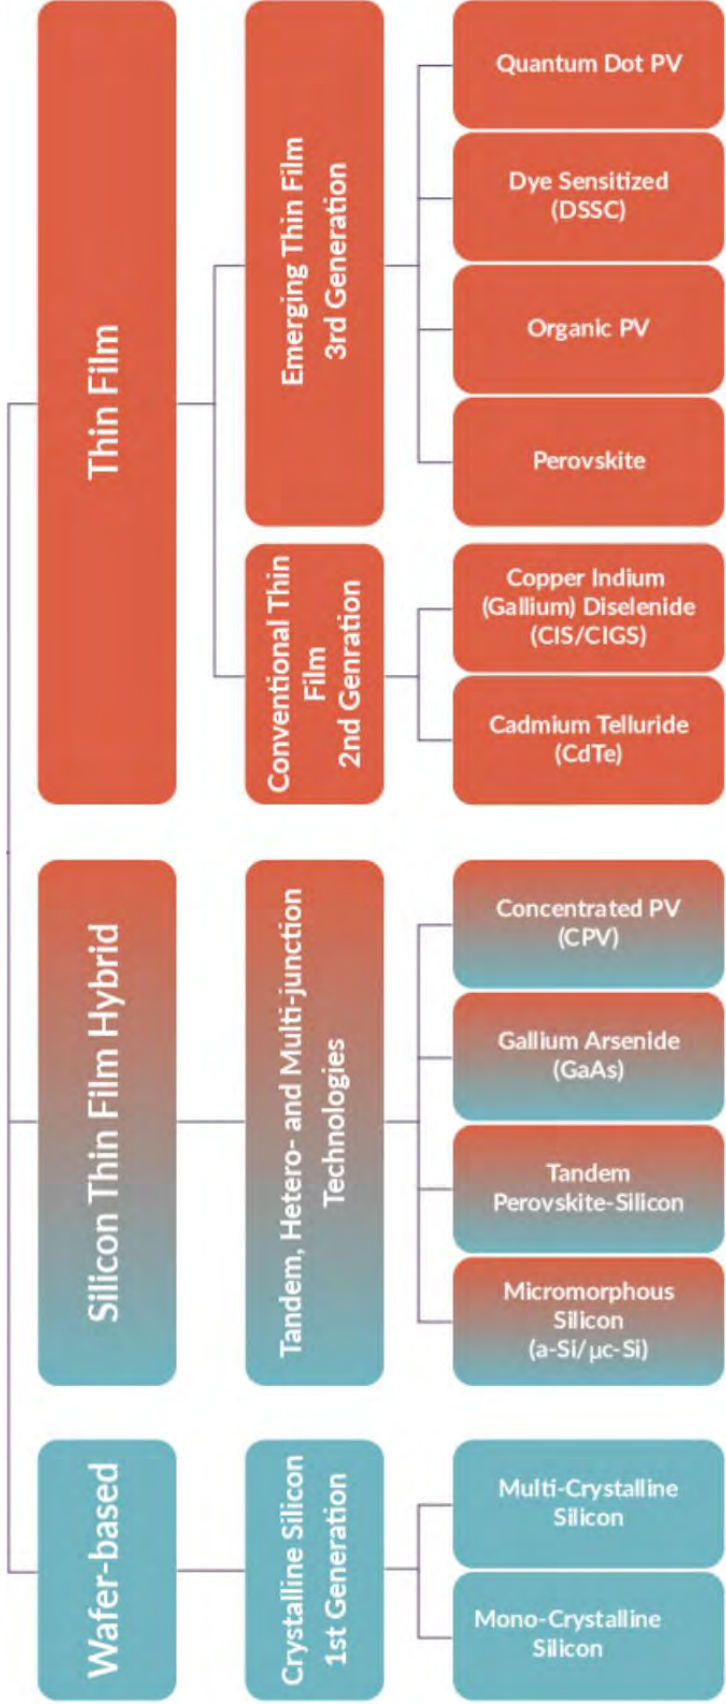 Thin Film
Emerging Thin Film
3rd Generation
Quantum Dot PV
Dye Sensitized
(DSSC)
Organic PV
Perovskite
Conventional Thin
Film
2nd Genration
Copper Indium
(Gallium) Diselenide
(CIS/CIGS)
Cadmium Telluride
(CdTe)
Silicon Thin Film Hybrid
Tandem, Hetero- and Multi-junction
Technologies
Concentrated PV
(CPV)
Gallium Arsenide
(GaAs)
Tandem
Perovskite-Silicon
Micromorphous
Silicon
(a-Si/µc-Si)
Wafer-based
Crystalline Silicon
1st Generation
Multi-Crystalline
Silicon
Mono-Crystalline
Silicon